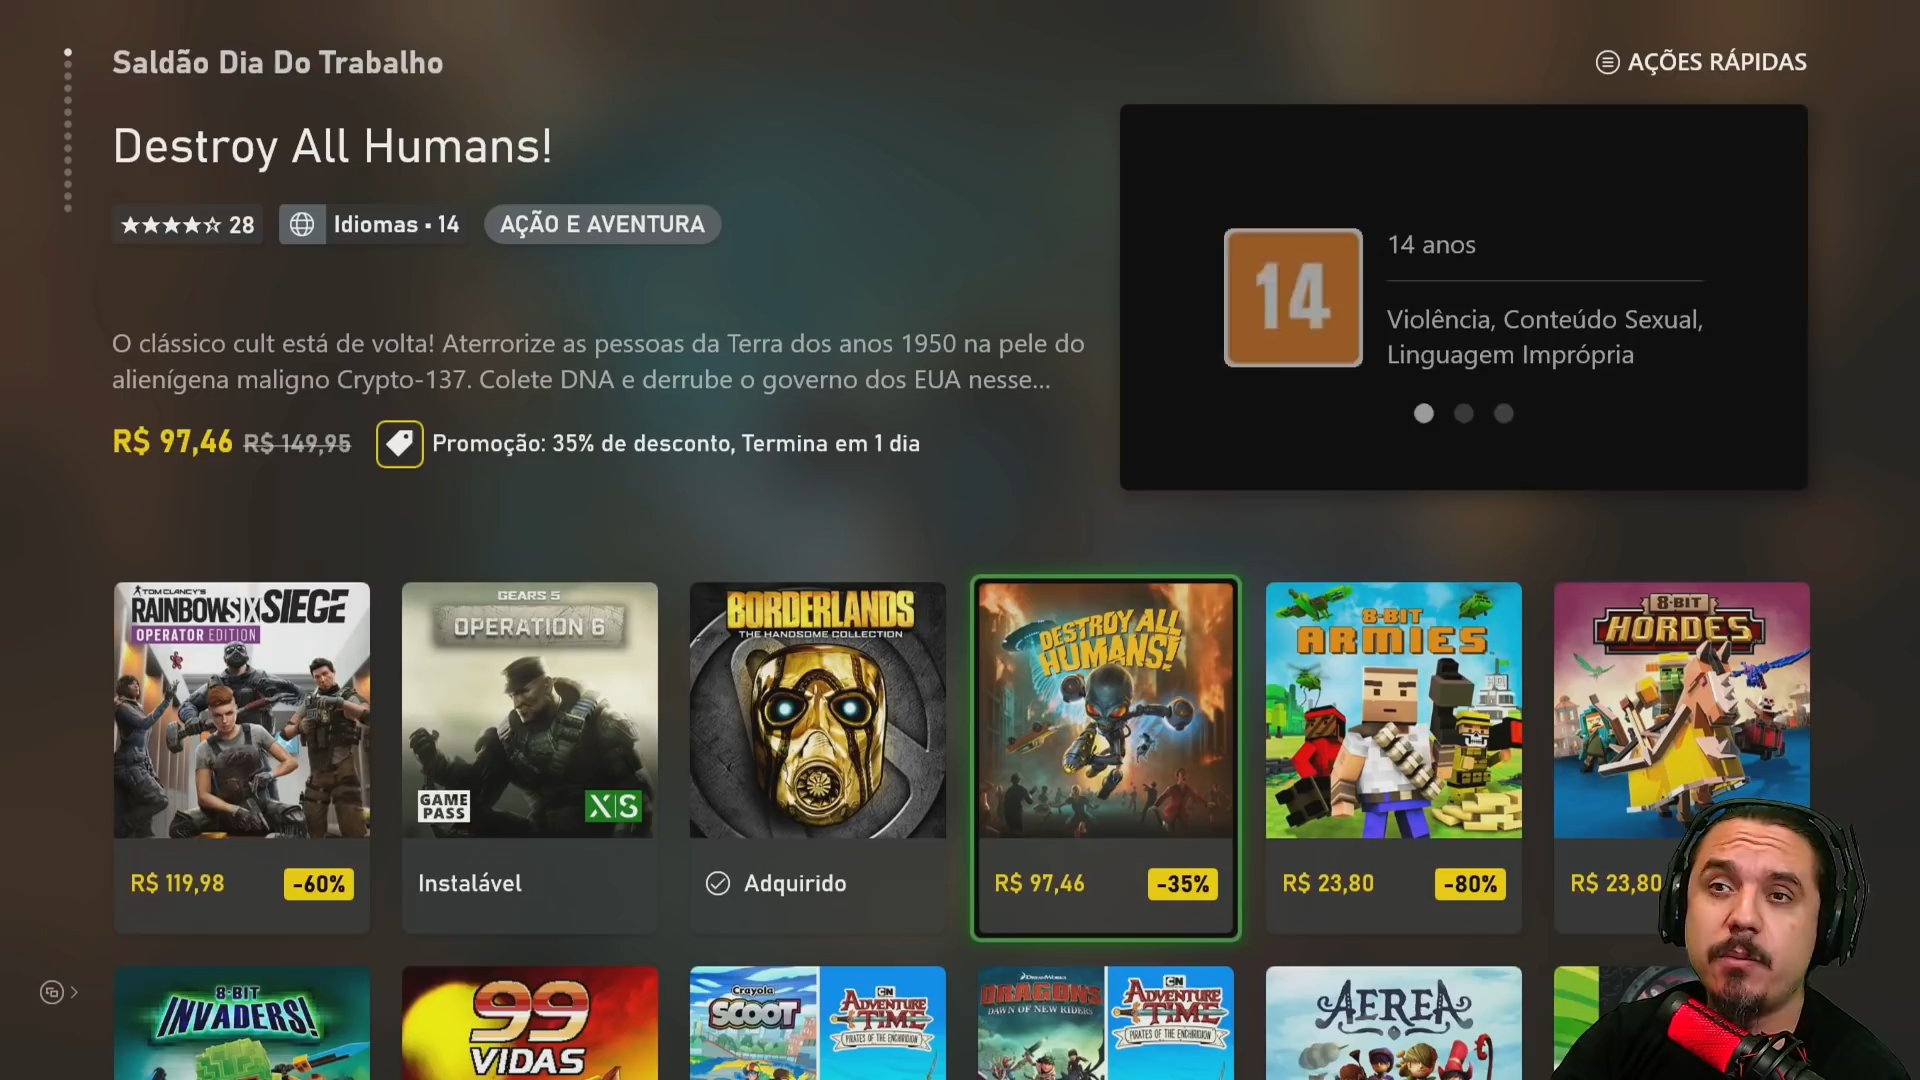 Saldão Dia Do Trabalho
AÇÕES RÁPIDAS
Destroy All Humans!
28
Idiomas • 14
AÇÃO E AVENTURA
14
14 anos
Violência, Conteúdo Sexual,
Linguagem Imprópria
O clássico cult está de volta! Aterrorize as pessoas da Terra dos anos 1950 na pele do
alienígena maligno Crypto-137. Colete DNA e derrube o governo dos EUA nesse...
R$ 97,46 R$ 149,95 Promoção: 35% de desconto, Termina em 1 dia
TOM CLANCY'S
RAINBOW SIX SIEGE
OPERATOR EDITION
R$ 119,98 -60%
GEARS 5
OPERATION 6
GAME
PASS
X|S
Instalável
BORDERLANDS
THE HANDSOME COLLECTION
Adquirido
DESTROY ALL
HUMANS!
R$ 97,46 -35%
8-BIT
ARMIES
R$ 23,80 -80%
8-BIT
HORDES
R$ 23,80
8-BIT
INVADERS!
99
VIDAS
Crayola
SCOOT
CN
ADVENTURE
TIME
PIRATES OF THE ENCHIRIDION
DREAMWORKS
DRAGONS
DAWN OF NEW RIDERS
CN
ADVENTURE
TIME
PIRATES OF THE ENCHIRIDION
AEREA